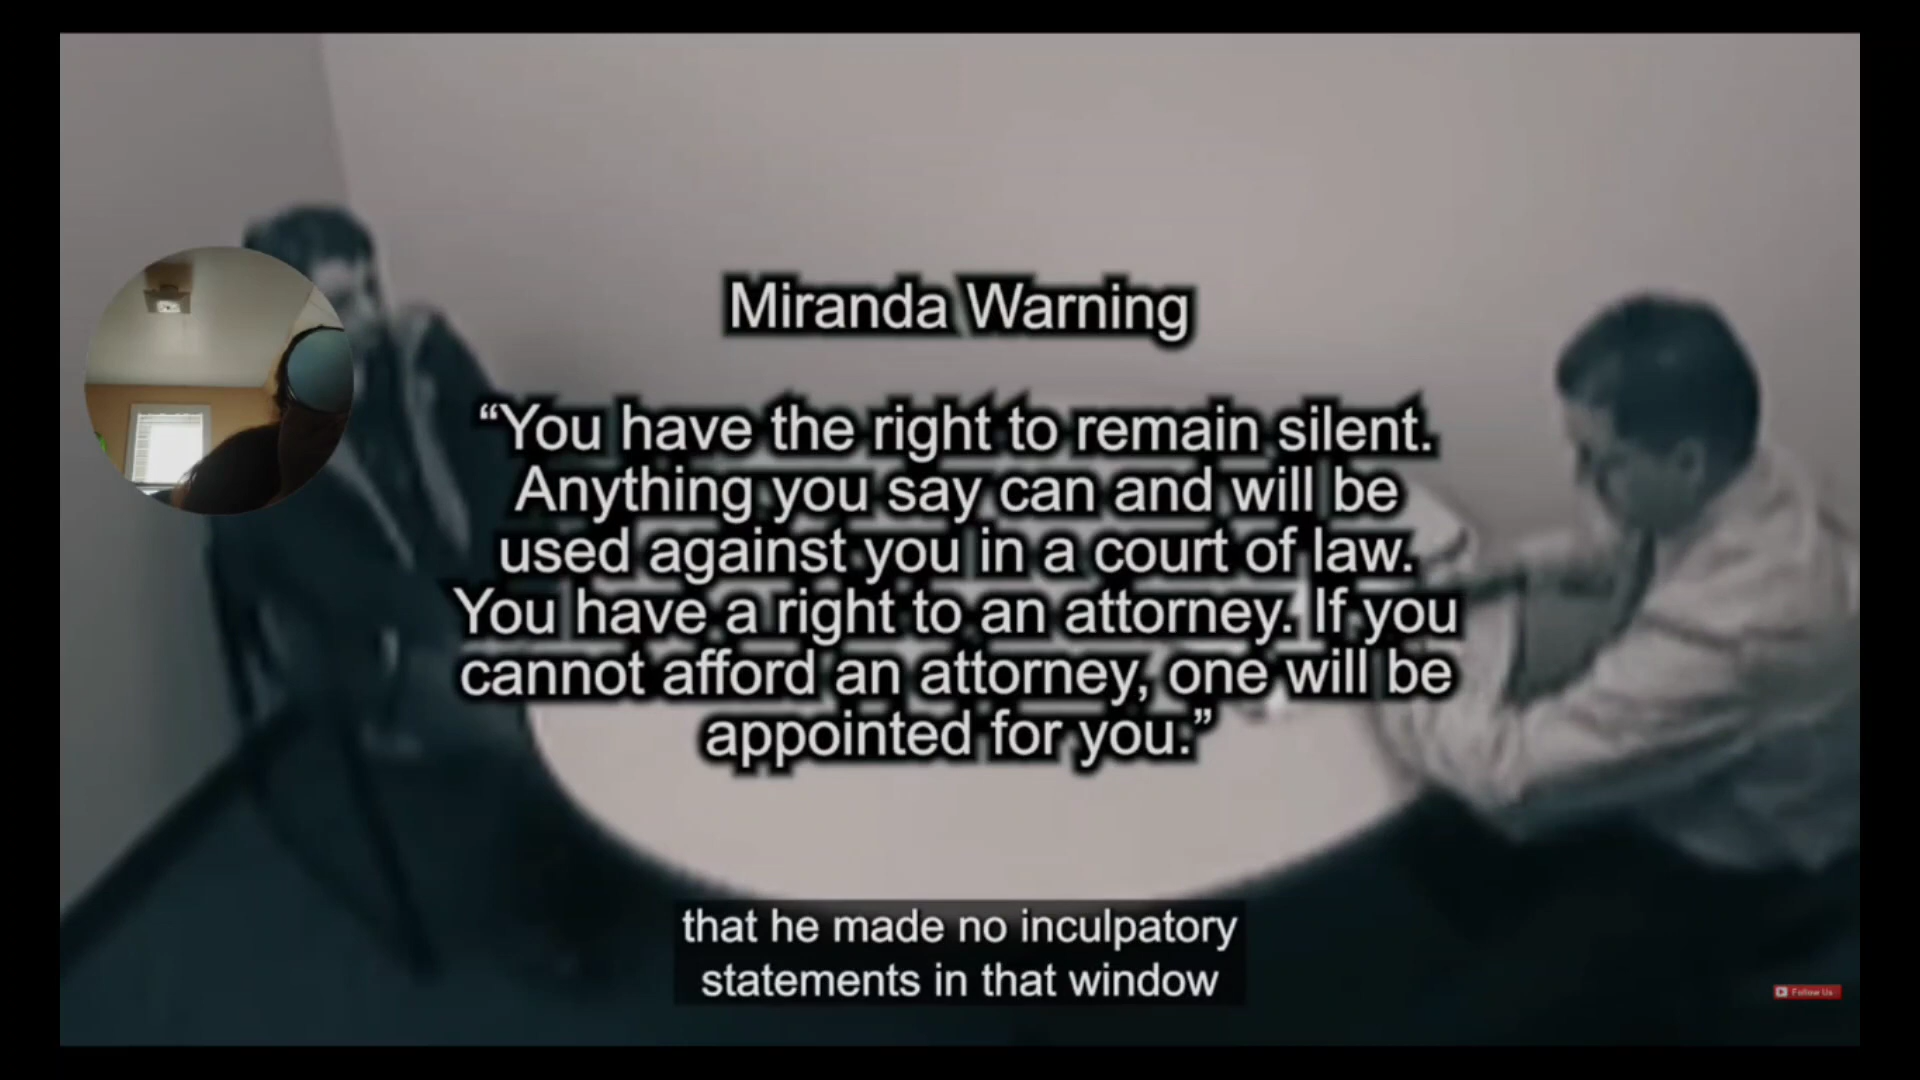 Miranda Warning
“You have the right to remain silent.
Anything you say can and will be
used against you in a court of law.
You have a right to an attorney. If you
cannot afford an attorney, one will be
appointed for you.”
that he made no inculpatory
statements in that window
Follow Us